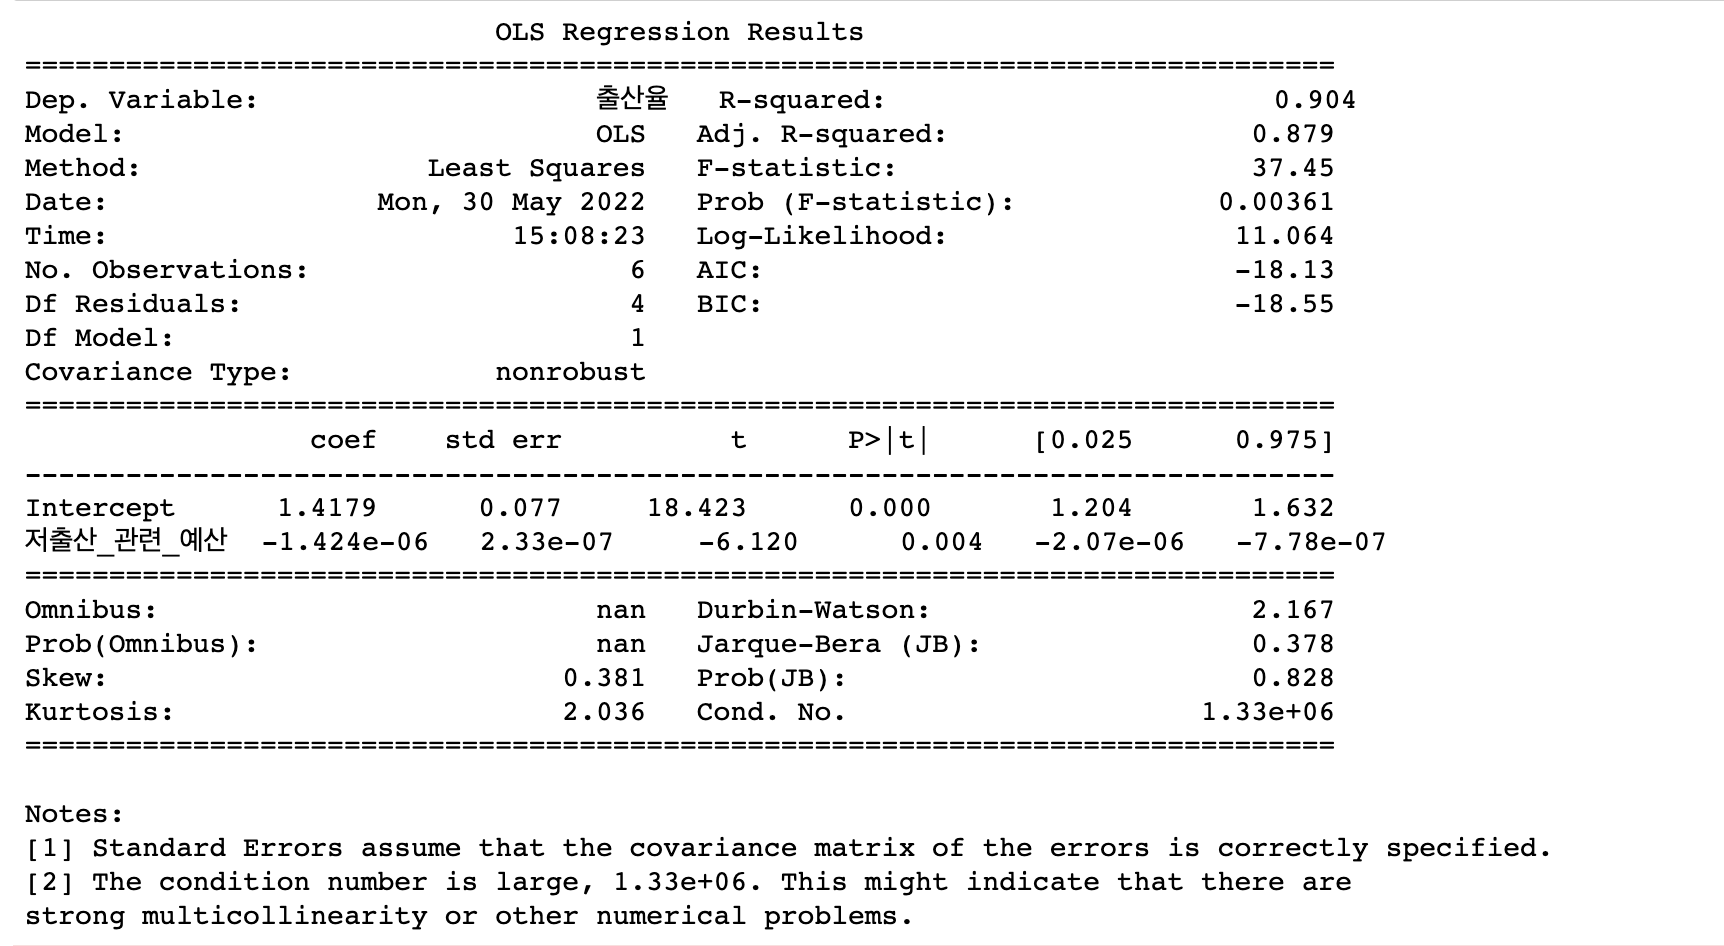 OLS Regression Results
==============================================================================
Dep. Variable: 출산율 R-squared: 0.904
Model: OLS Adj. R-squared: 0.879
Method: Least Squares F-statistic: 37.45
Date: Mon, 30 May 2022 Prob (F-statistic): 0.00361
Time: 15:08:23 Log-Likelihood: 11.064
No. Observations: 6 AIC: -18.13
Df Residuals: 4 BIC: -18.55
Df Model: 1
Covariance Type: nonrobust
==============================================================================
coef std err t P>|t| [0.025 0.975]
------------------------------------------------------------------------------
Intercept 1.4179 0.077 18.423 0.000 1.204 1.632
저출산_관련_예산 -1.424e-06 2.33e-07 -6.120 0.004 -2.07e-06 -7.78e-07
==============================================================================
Omnibus: nan Durbin-Watson: 2.167
Prob(Omnibus): nan Jarque-Bera (JB): 0.378
Skew: 0.381 Prob(JB): 0.828
Kurtosis: 2.036 Cond. No. 1.33e+06
==============================================================================
Notes:
[1] Standard Errors assume that the covariance matrix of the errors is correctly specified.
[2] The condition number is large, 1.33e+06. This might indicate that there are
strong multicollinearity or other numerical problems.